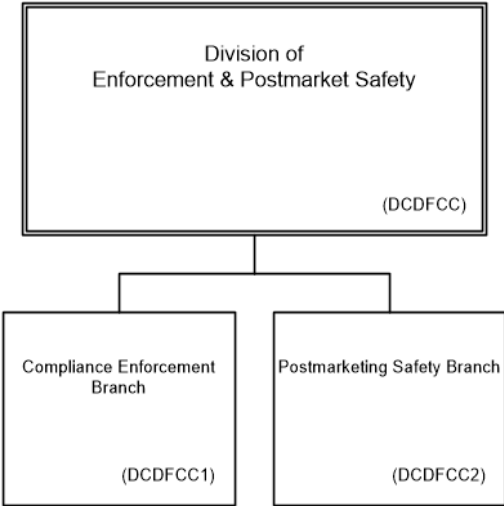 Division of
Enforcement & Postmarket Safety
(DCDFCC)
Compliance Enforcement
Branch
(DCDFCC1)
Postmarketing Safety Branch
(DCDFCC2)